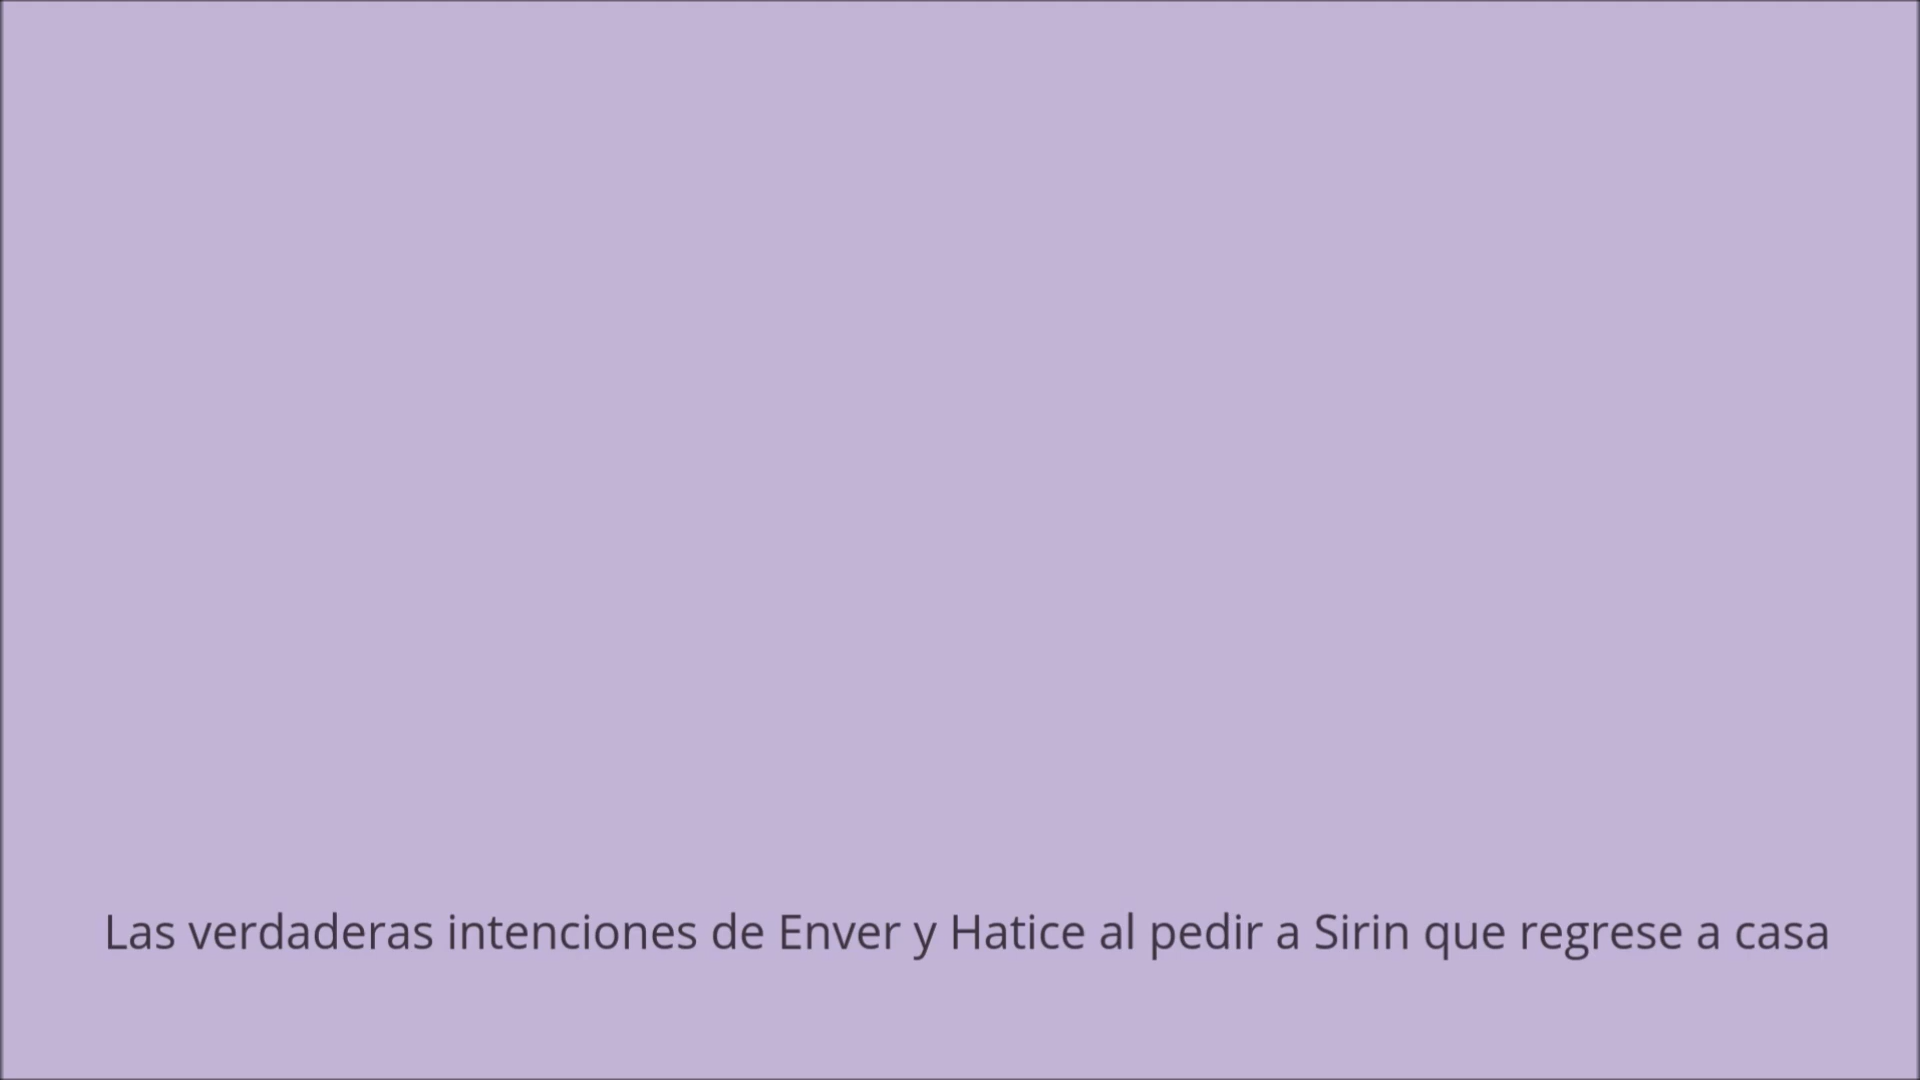 Las verdaderas intenciones de Enver y Hatice al pedir a Sirin que regrese a casa